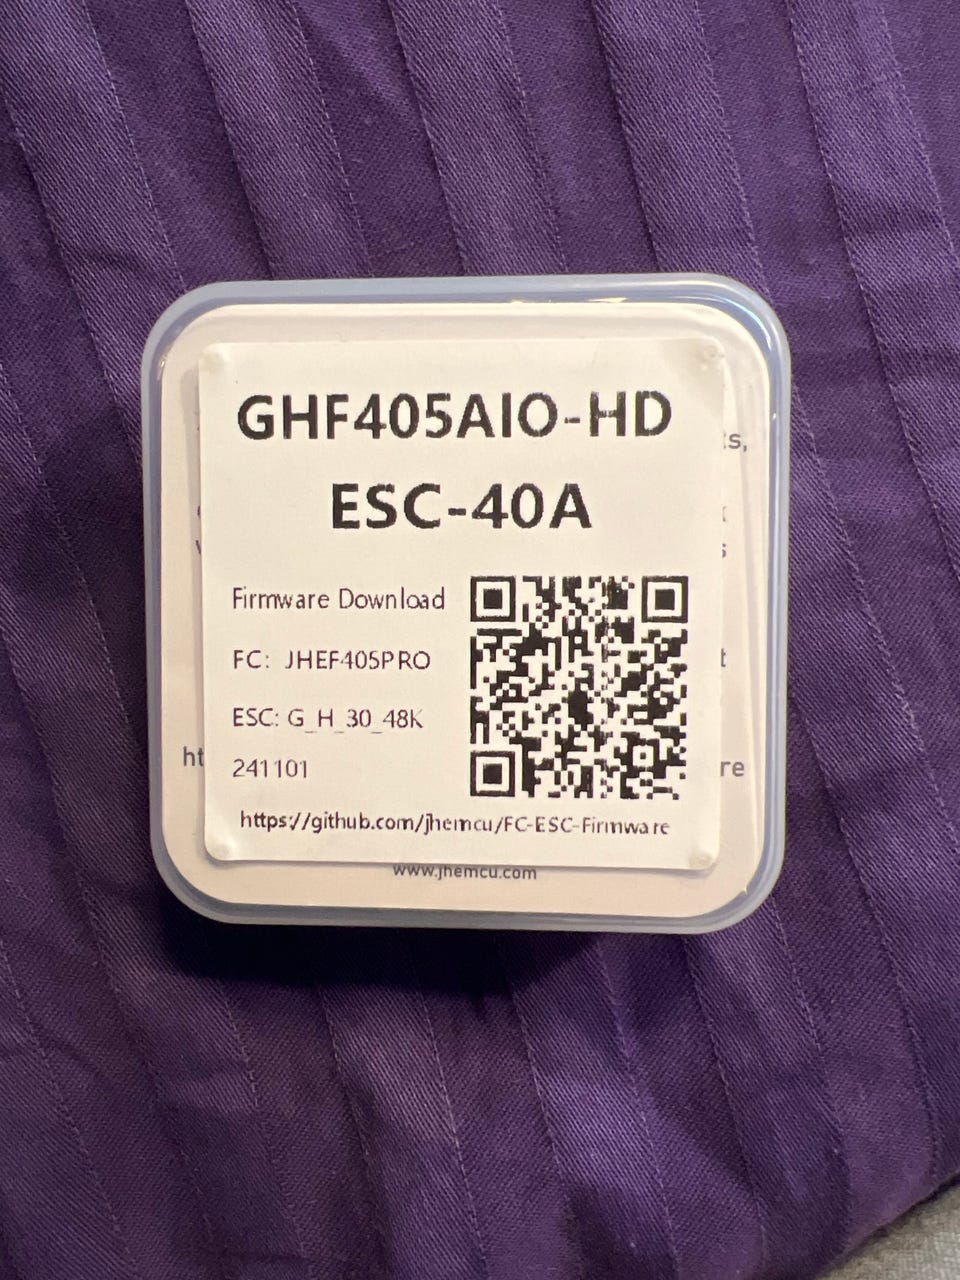 GHF405AIO-HD
ESC-40A
Firmware Download
FC: JHEF405PRO
ESC: G_H_30_48K
241101
https://github.com/jhemcu/FC-ESC-Firmware
www.jhemcu.com